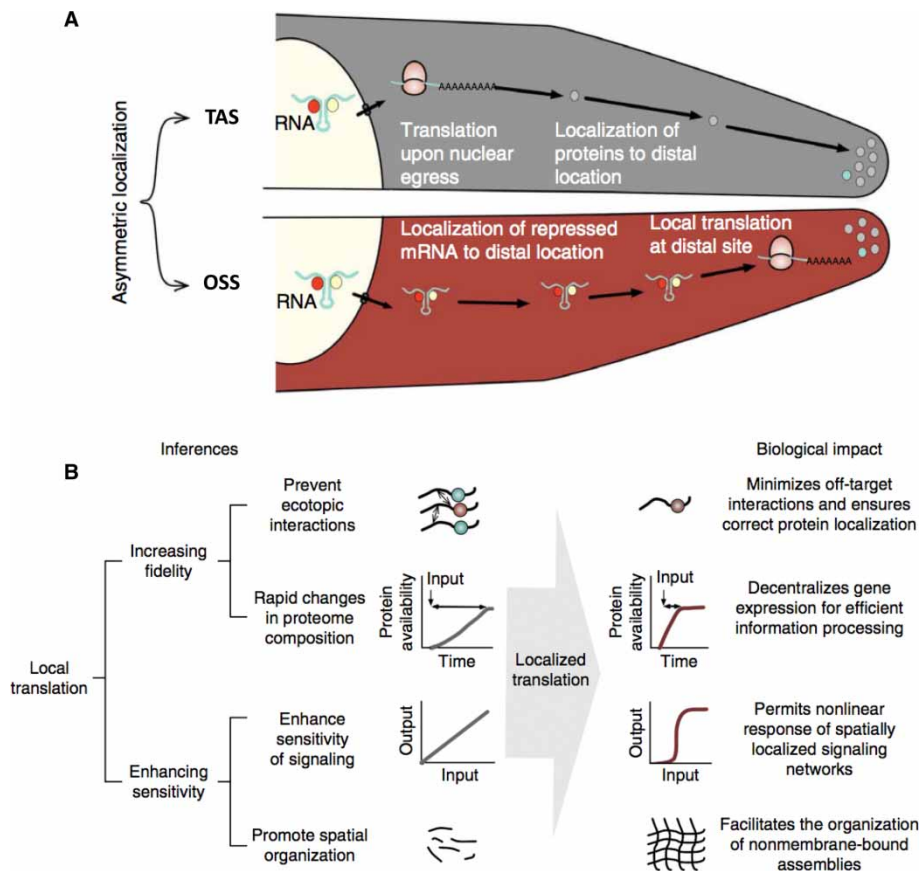 A
Asymmetric localization
TAS
OSS
RNA
AAAAAAAAA
Translation
upon nuclear
egress
Localization of
proteins to distal
location
RNA
Localization of repressed
mRNA to distal location
Local translation
at distal site
AAAAAAA
B
Inferences
Biological impact
Local
translation
Increasing
fidelity
Enhancing
sensitivity
Prevent
ecotopic
interactions
Minimizes off-target
interactions and ensures
correct protein localization
Rapid changes
in proteome
composition
Protein
availability
Input
Time
Localized
translation
Protein
availability
Input
Time
Decentralizes gene
expression for efficient
information processing
Enhance
sensitivity
of signaling
Output
Input
Output
Input
Permits nonlinear
response of spatially
localized signaling
networks
Promote spatial
organization
Facilitates the organization
of nonmembrane-bound
assemblies